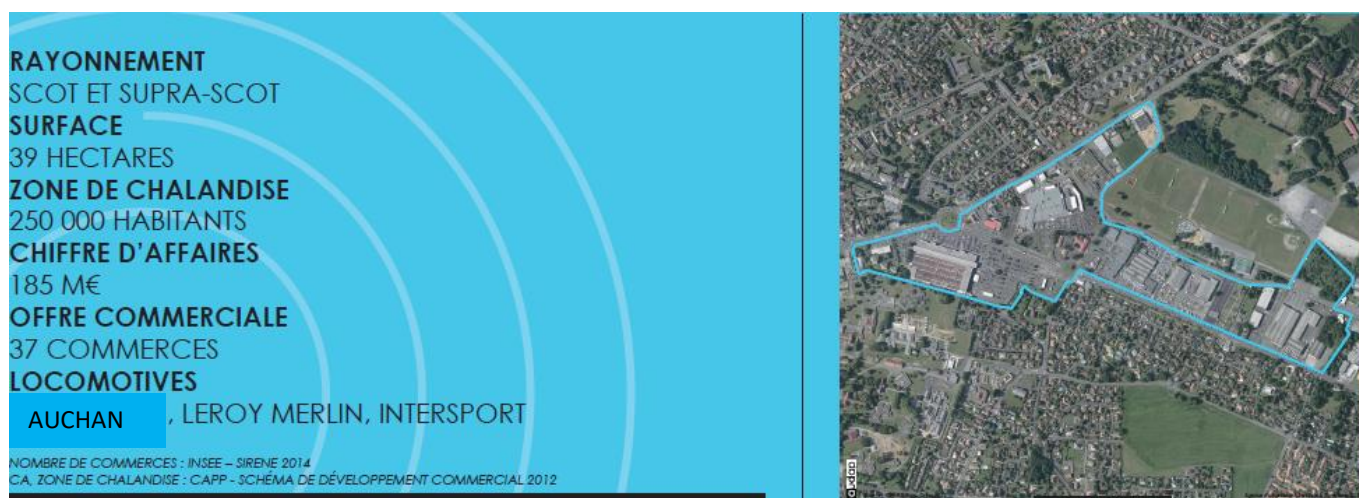 RAYONNEMENT
SCOT ET SUPRA-SCOT
SURFACE
39 HECTARES
ZONE DE CHALANDISE
250 000 HABITANTS
CHIFFRE D'AFFAIRES
185 M€
OFFRE COMMERCIALE
37 COMMERCES
LOCOMOTIVES
AUCHAN , LEROY MERLIN, INTERSPORT
NOMBRE DE COMMERCES : INSEE – SIRENE 2014
CA, ZONE DE CHALANDISE : CAPP - SCHÉMA DE DÉVELOPPEMENT COMMERCIAL 2012